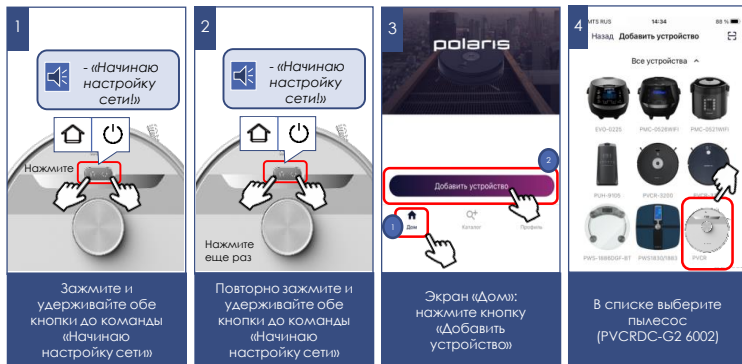 1
- «Начинаю
настройку
сети!»
Нажмите
Зажмите и
удерживайте обе
кнопки до команды
«Начинаю
настройку сети»
2
- «Начинаю
настройку
сети!»
Нажмите
еще раз
Повторно зажмите и
удерживайте обе
кнопки до команды
«Начинаю
настройку сети»
3
polaris
2
Добавить устройство
1
Дом
Каталог
Профиль
Экран «Дом»:
нажмите кнопку
«Добавить
устройство»
4
MTS RUS 14:34 88 %
Назад Добавить устройство
Все устройства
EVO-0225 PMC-0526WIFI PMC-0521WIFI
PUH-9105 PVCR-3200
PWS-1888DGF-BT PWS1830/1883 PVCR
В списке выберите
пылесос
(PVCRDC-G2 6002)